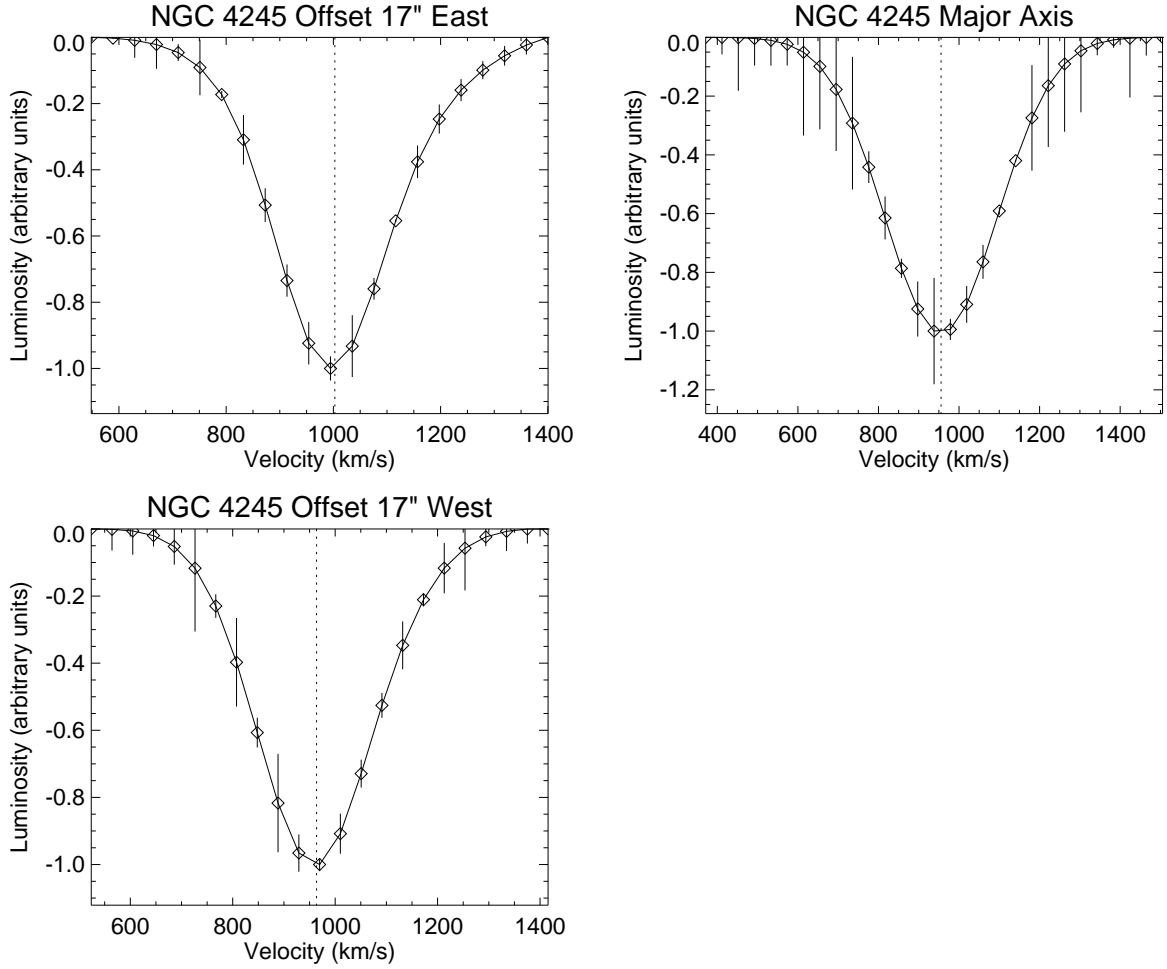 NGC 4245 Offset 17" East
0.0
-0.2
-0.4
-0.6
-0.8
-1.0
Luminosity (arbitrary units)
600 800 1000 1200 1400
Velocity (km/s)
NGC 4245 Major Axis
0.0
-0.2
-0.4
-0.6
-0.8
-1.0
-1.2
Luminosity (arbitrary units)
400 600 800 1000 1200 1400
Velocity (km/s)
NGC 4245 Offset 17" West
0.0
-0.2
-0.4
-0.6
-0.8
-1.0
Luminosity (arbitrary units)
600 800 1000 1200 1400
Velocity (km/s)